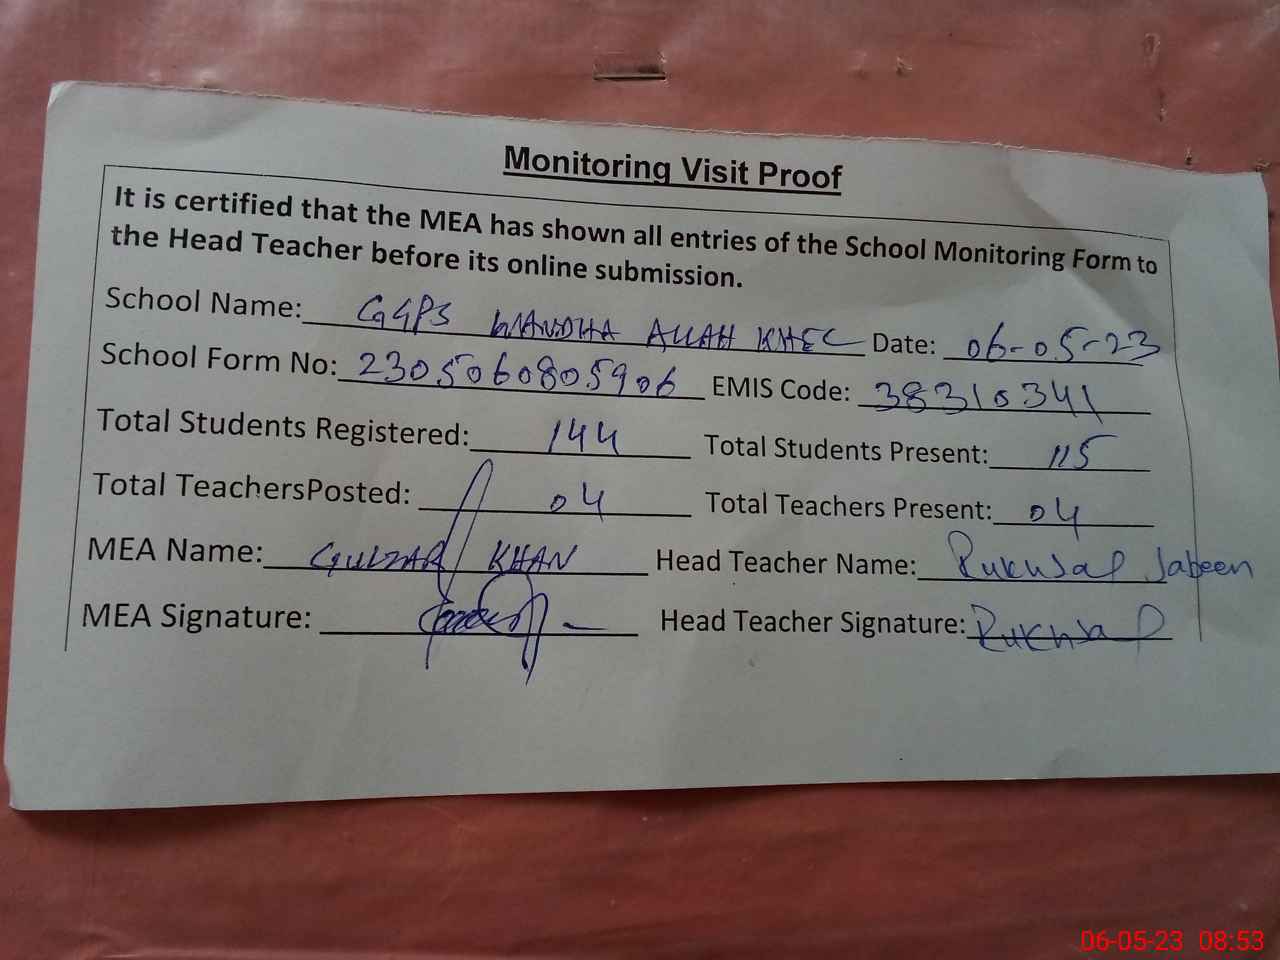 Monitoring Visit Proof
It is certified that the MEA has shown all entries of the School Monitoring Form to
the Head Teacher before its online submission.
School Name: GGPS WANDHA ALLAH KHEL Date: 06-05-23
School Form No: 2305060805906 EMIS Code: 38310341
Total Students Registered: 144 Total Students Present: 115
Total TeachersPosted: 04 Total Teachers Present: 04
MEA Name: GULZAR KHAN Head Teacher Name: Rukhsar Jabeen
MEA Signature: Head Teacher Signature: Rukhsar
06-05-23 08:53